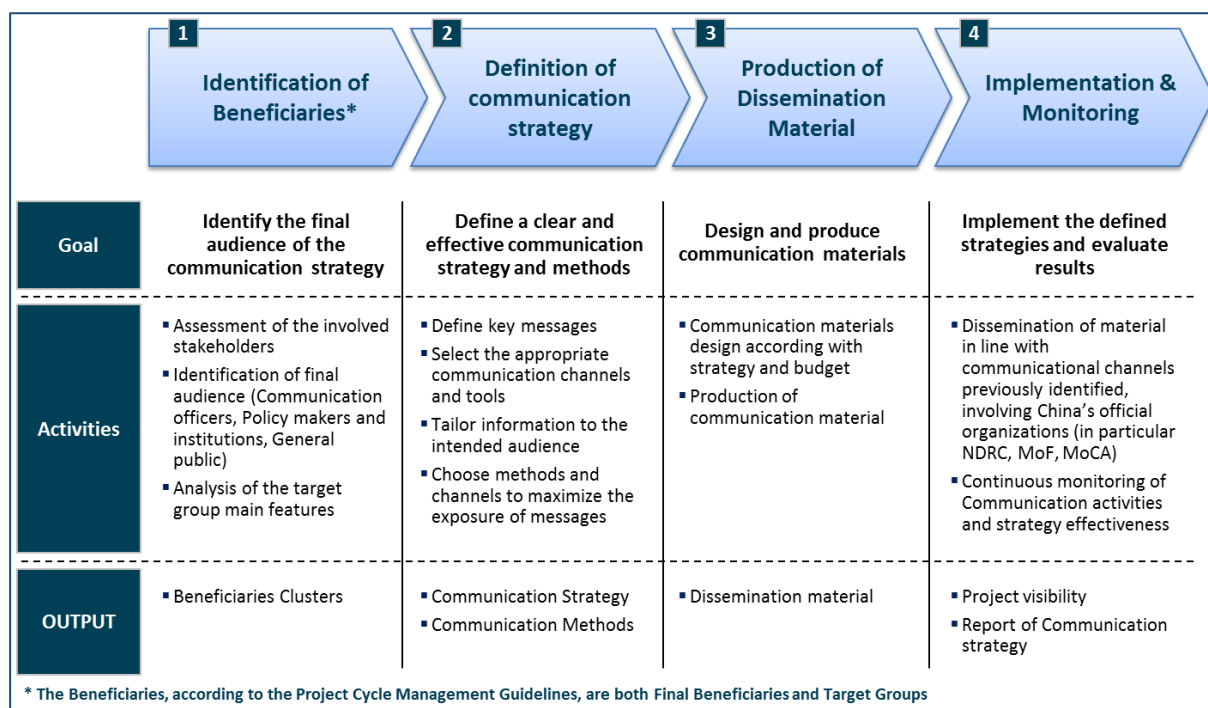 1
Identification of
Beneficiaries*
2
Definition of
communication
strategy
3
Production of
Dissemination
Material
4
Implementation &
Monitoring
Goal
Identify the final
audience of the
communication strategy
Define a clear and
effective communication
strategy and methods
Design and produce
communication materials
Implement the defined
strategies and evaluate
results
Activities
▪ Assessment of the involved
stakeholders
▪ Identification of final
audience (Communication
officers, Policy makers and
institutions, General
public)
▪ Analysis of the target
group main features
▪ Define key messages
▪ Select the appropriate
communication channels
and tools
▪ Tailor information to the
intended audience
▪ Choose methods and
channels to maximize the
exposure of messages
▪ Communication materials
design according with
strategy and budget
▪ Production of
communication material
▪ Dissemination of material
in line with
communicational channels
previously identified,
involving China's official
organizations (in particular
NDRC, MoF, MoCA)
▪ Continuous monitoring of
Communication activities
and strategy effectiveness
OUTPUT
▪ Beneficiaries Clusters
▪ Communication Strategy
▪ Communication Methods
▪ Dissemination material
▪ Project visibility
▪ Report of Communication
strategy
* The Beneficiaries, according to the Project Cycle Management Guidelines, are both Final Beneficiaries and Target Groups